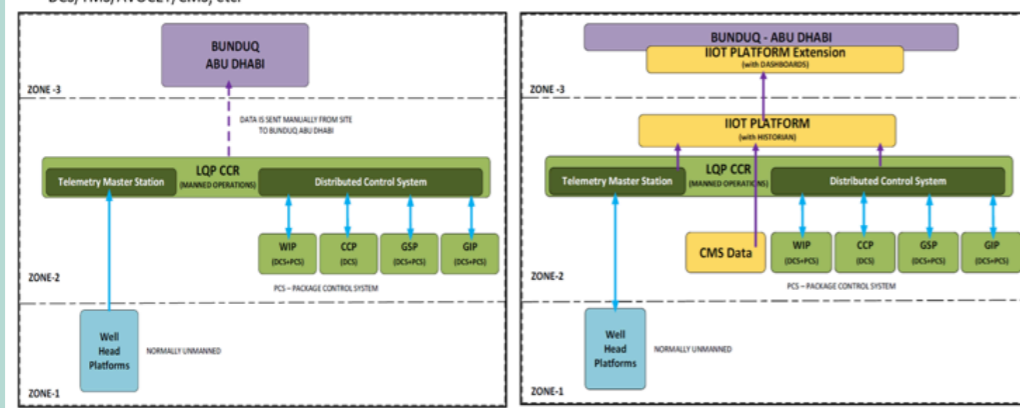 DCS/TMS/AVOCET/CMS, etc.
BUNDUQ
ABU DHABI
ZONE -3
DATA IS SENT MANUALLY FROM SITE
TO BUNDUQ ABU DHABI
LQP CCR
(MANNED OPERATIONS)
Telemetry Master Station
Distributed Control System
WIP
(DCS+PCS)
CCP
(DCS)
GSP
(DCS+PCS)
GIP
(DCS+PCS)
ZONE-2
PCS – PACKAGE CONTROL SYSTEM
Well
Head
Platforms
NORMALLY UNMANNED
ZONE-1
BUNDUQ - ABU DHABI
IIOT PLATFORM Extension
(with DASHBOARDS)
ZONE -3
IIOT PLATFORM
(with HISTORIAN)
LQP CCR
(MANNED OPERATIONS)
Telemetry Master Station
Distributed Control System
CMS Data
WIP
(DCS+PCS)
CCP
(DCS)
GSP
(DCS+PCS)
GIP
(DCS+PCS)
ZONE-2
PCS – PACKAGE CONTROL SYSTEM
Well
Head
Platforms
NORMALLY UNMANNED
ZONE-1